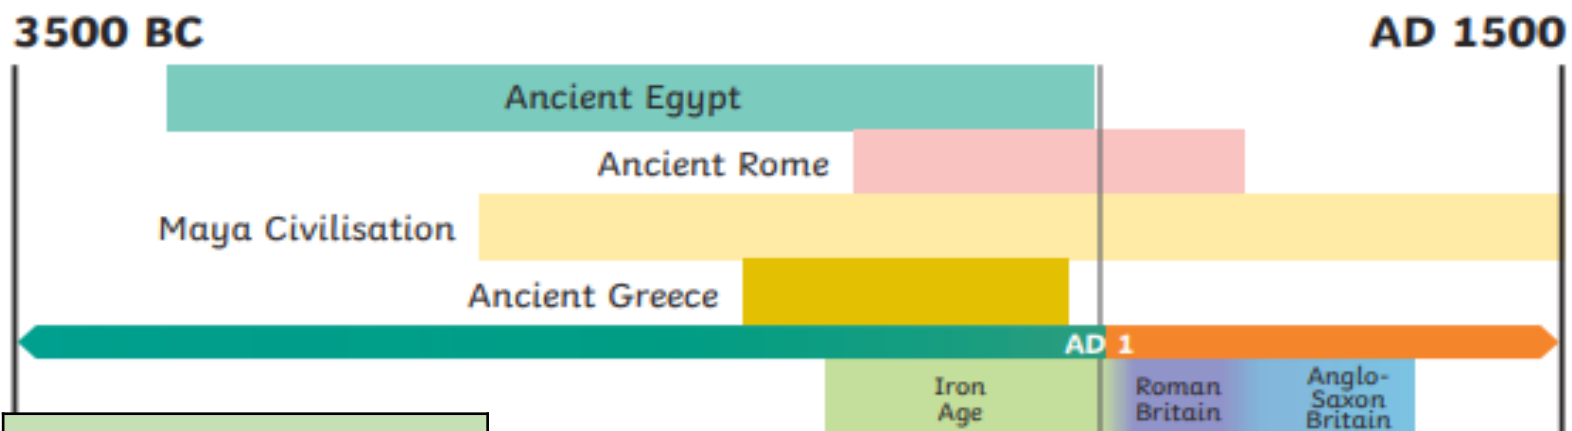 3500 BC
AD 1500
Ancient Egypt
Ancient Rome
Maya Civilisation
Ancient Greece
AD 1
Iron
Age
Roman
Britain
Anglo-
Saxon
Britain